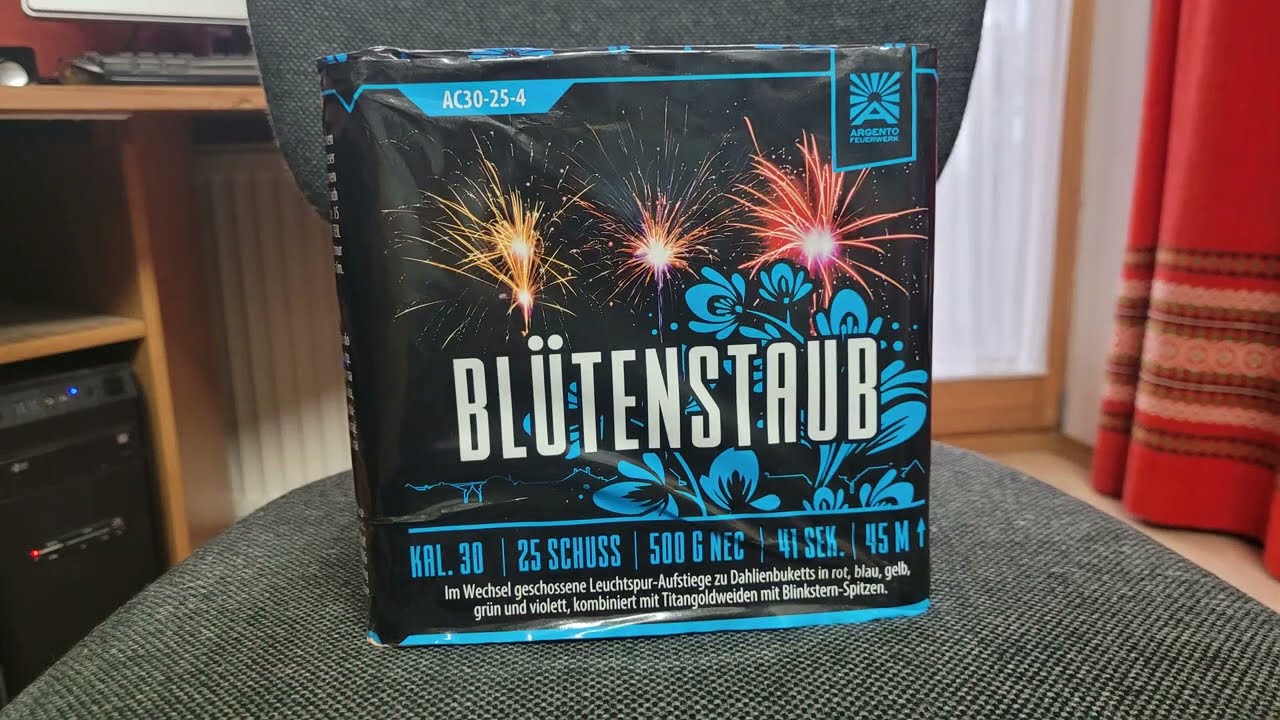 AC30-25-4
ARGENTO
FEUERWERK
BLÜTENSTAUB
KAL. 30 | 25 SCHUSS | 500 G NEC | 41 SEK. | 45 M ↑
Im Wechsel geschossene Leuchtspur-Aufstiege zu Dahlienbuketts in rot, blau, gelb,
grün und violett, kombiniert mit Titangoldweiden mit Blinkstern-Spitzen.